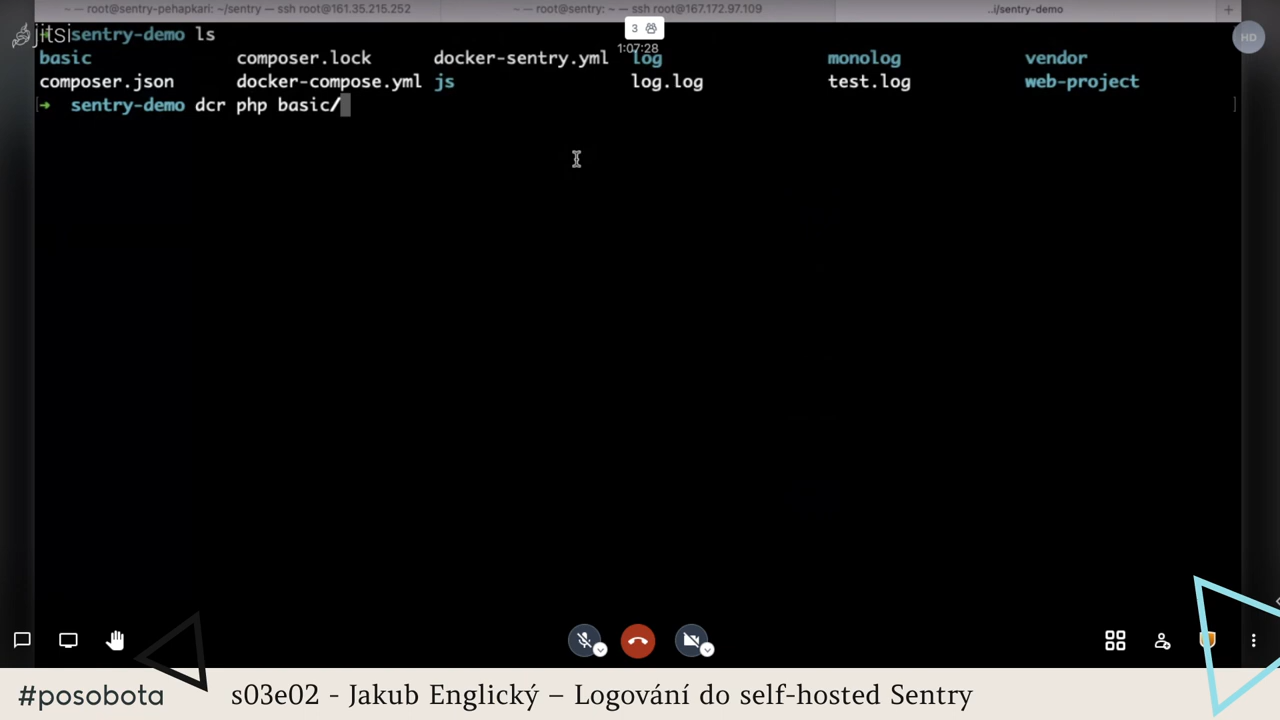 ~ — root@sentry-pehapkari: ~/sentry — ssh root@161.35.215.252
~ — root@sentry: ~ — ssh root@167.172.97.109
..i/sentry-demo
+
3
jitsi
1:07:28
HD
sentry-demo ls
basic composer.lock docker-sentry.yml log monolog vendor
composer.json docker-compose.yml js log.log test.log web-project
[➜ sentry-demo dcr php basic/ ]
#posobota s03e02 - Jakub Englický – Logování do self-hosted Sentry